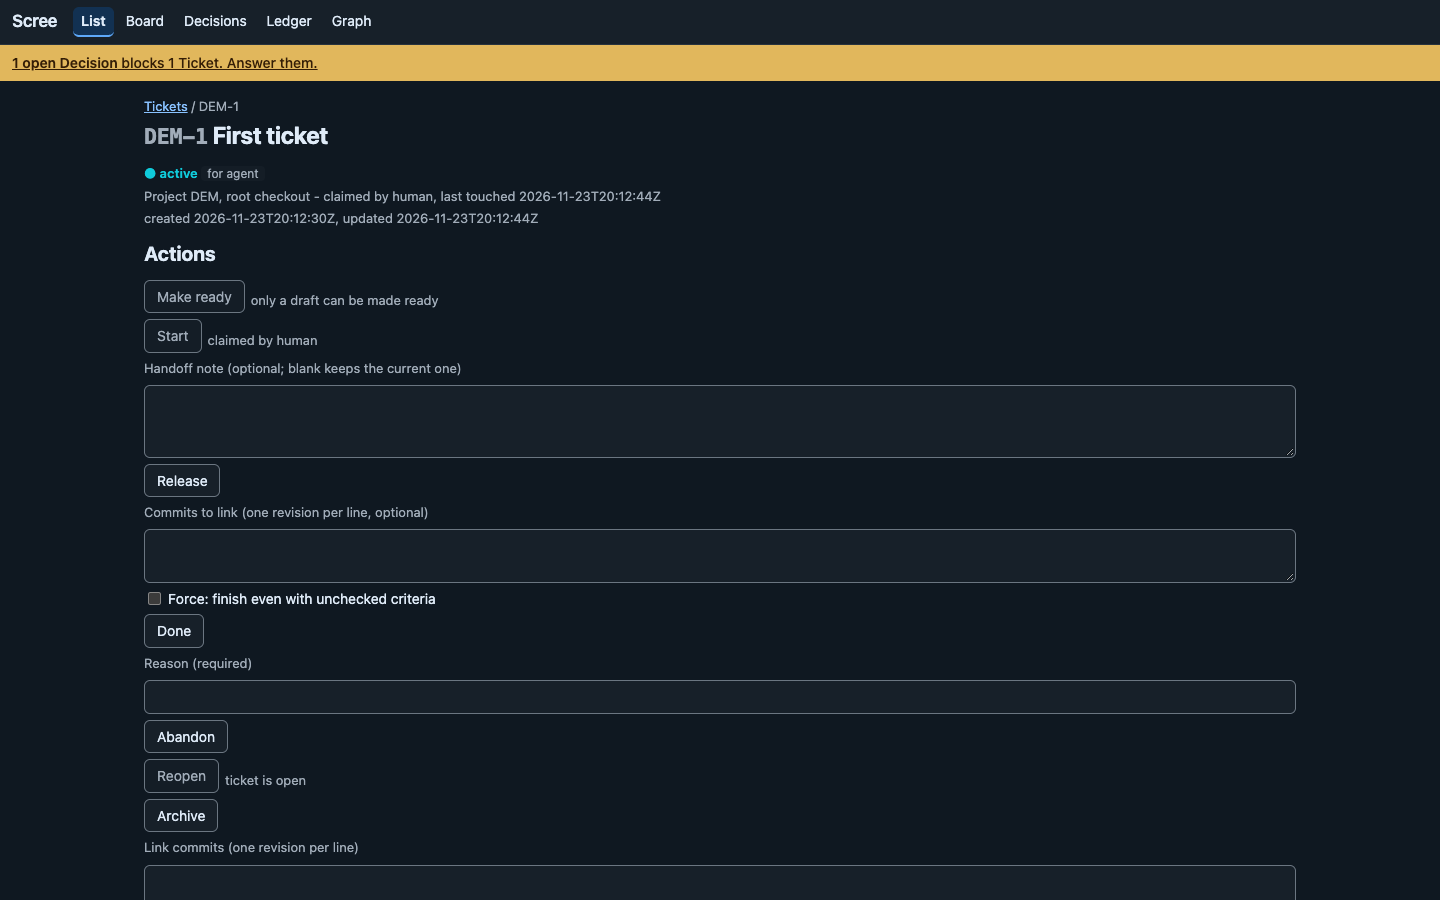 Scree List Board Decisions Ledger Graph
1 open Decision blocks 1 Ticket. Answer them.
Tickets / DEM-1
DEM-1 First ticket
active for agent
Project DEM, root checkout - claimed by human, last touched 2026-11-23T20:12:44Z
created 2026-11-23T20:12:30Z, updated 2026-11-23T20:12:44Z
Actions
Make ready only a draft can be made ready
Start claimed by human
Handoff note (optional; blank keeps the current one)
Release
Commits to link (one revision per line, optional)
Force: finish even with unchecked criteria
Done
Reason (required)
Abandon
Reopen ticket is open
Archive
Link commits (one revision per line)